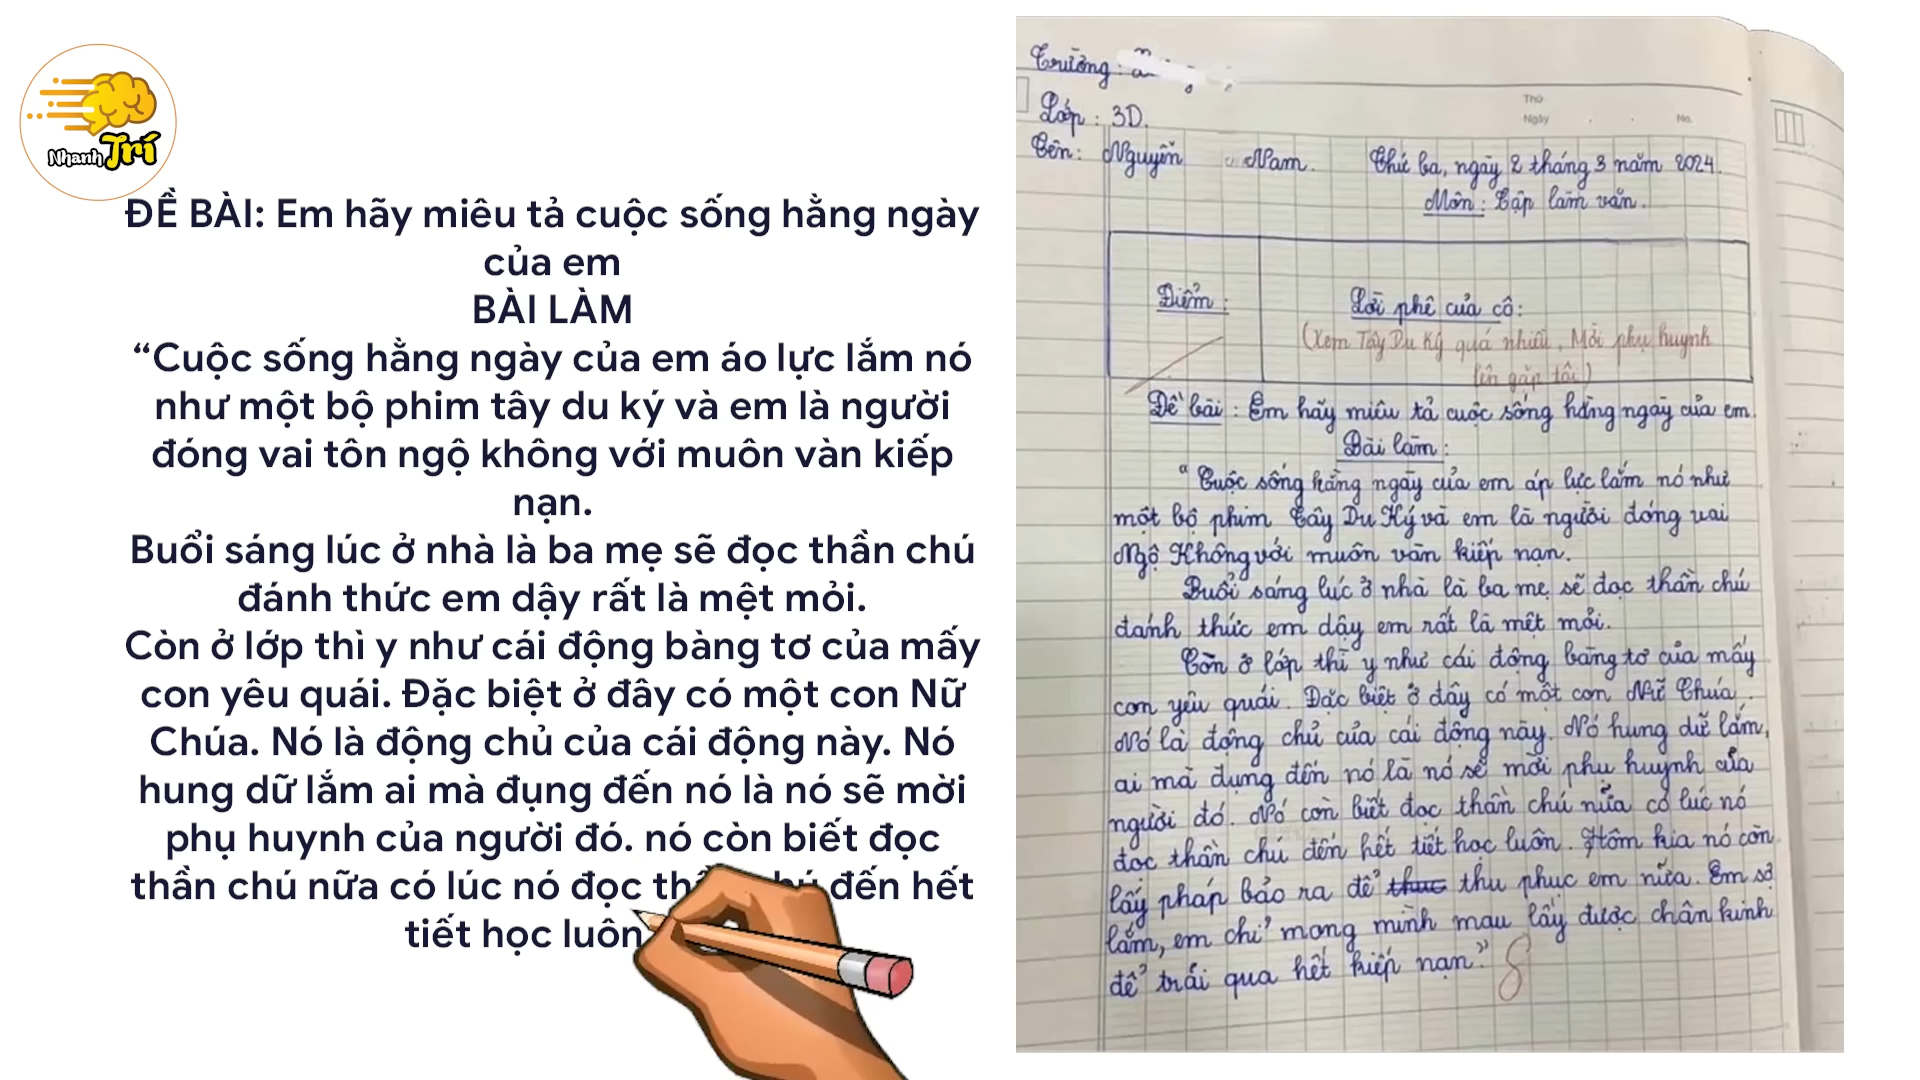 Nhanh Trí
ĐỀ BÀI: Em hãy miêu tả cuộc sống hằng ngày
của em
BÀI LÀM
“Cuộc sống hằng ngày của em áo lực lắm nó
như một bộ phim tây du ký và em là người
đóng vai tôn ngộ không với muôn vàn kiếp
nạn.
Buổi sáng lúc ở nhà là ba mẹ sẽ đọc thần chú
đánh thức em dậy rất là mệt mỏi.
Còn ở lớp thì y như cái động bàng tơ của mấy
con yêu quái. Đặc biệt ở đây có một con Nữ
Chúa. Nó là động chủ của cái động này. Nó
hung dữ lắm ai mà đụng đến nó là nó sẽ mời
phụ huynh của người đó. nó còn biết đọc
thần chú nữa có lúc nó đọc đến hết
tiết học luôn
Trường:
Lớp: 3D.
Tên: Nguyễn Nam.
Thứ
Ngày
No.
Thứ ba, ngày 2 tháng 3 năm 2024.
Môn: Tập làm văn.
Điểm:
Lời phê của cô:
(Xem Tây Du Ký quá nhiều. Mời phụ huynh
lên gặp tôi)
Đề bài: Em hãy miêu tả cuộc sống hằng ngày của em.
Bài làm:
“Cuộc sống hằng ngày của em áp lực lắm nó như
một bộ phim Tây Du Ký và em là người đóng vai
Ngộ Không với muôn vàn kiếp nạn.
Buổi sáng lúc ở nhà là ba mẹ sẽ đọc thần chú
đánh thức em dậy em rất là mệt mỏi.
Còn ở lớp thì y như cái động bàng tơ của mấy
con yêu quái. Đặc biệt ở đây có một con Nữ Chúa.
Nó là động chủ của cái động này. Nó hung dữ lắm,
ai mà đụng đến nó là nó sẽ mời phụ huynh của
người đó. Nó còn biết đọc thần chú nữa có lúc nó
đọc thần chú đến hết tiết học luôn. Hôm kia nó còn
lấy pháp bảo ra để thu phục em nữa. Em sợ
lắm, em chỉ mong mình mau lấy được chân kinh
để trải qua hết kiếp nạn.”
8